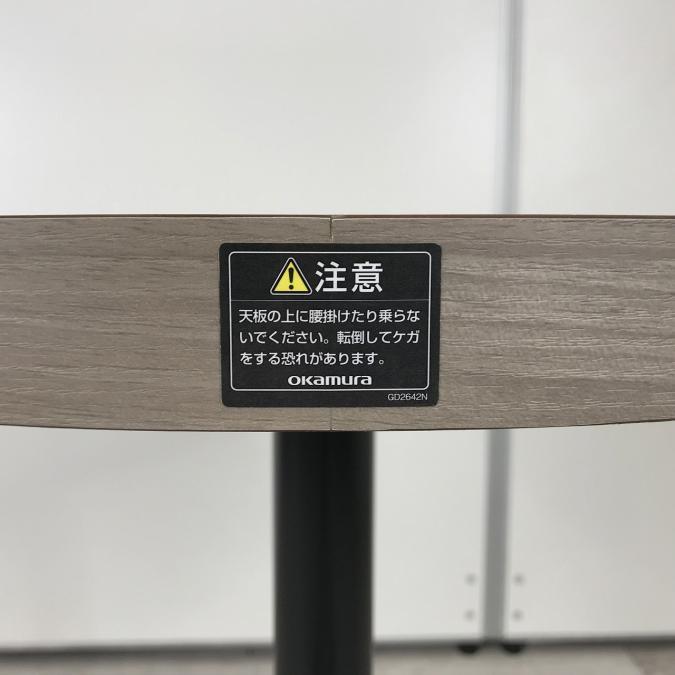 注意
天板の上に腰掛けたり乗らな
いでください。転倒してケガ
をする恐れがあります。
okamura
GD2642N